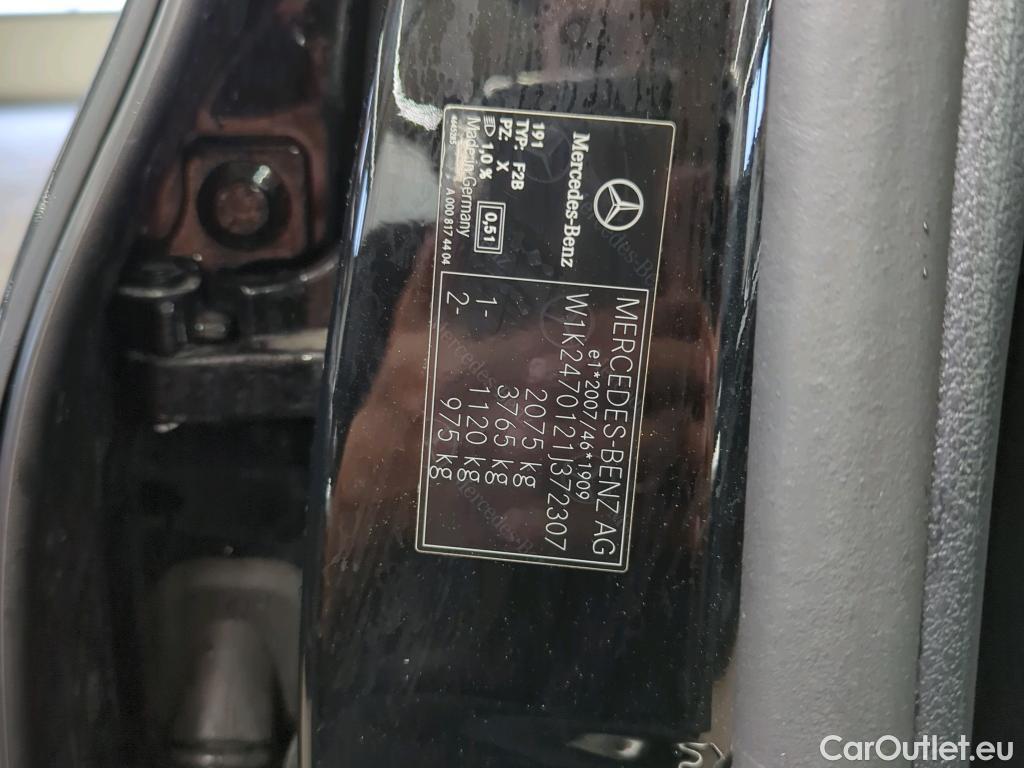 Mercedes-Benz
191
TYP: F2B
PZ: X
1,0 %
0,51
Made in Germany
A 000 817 44 04
MERCEDES-BENZ AG
e1*2007/46*1909
W1K2470121J372307
2075 kg
3765 kg
1- 1120 kg
2- 975 kg
CarOutlet.eu